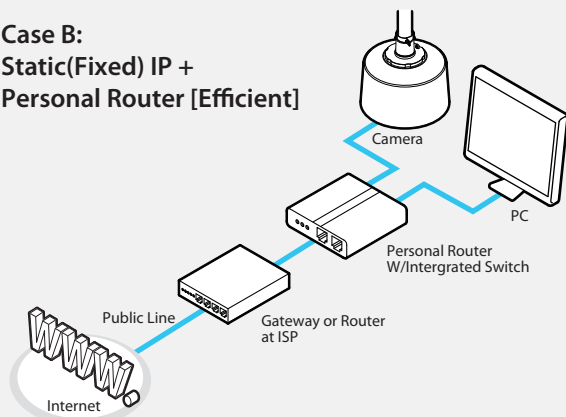 Case B:
Static(Fixed) IP +
Personal Router [Efficient]
Camera
PC
Personal Router
W/Intergrated Switch
Public Line
Gateway or Router
at ISP
WWW.
Internet